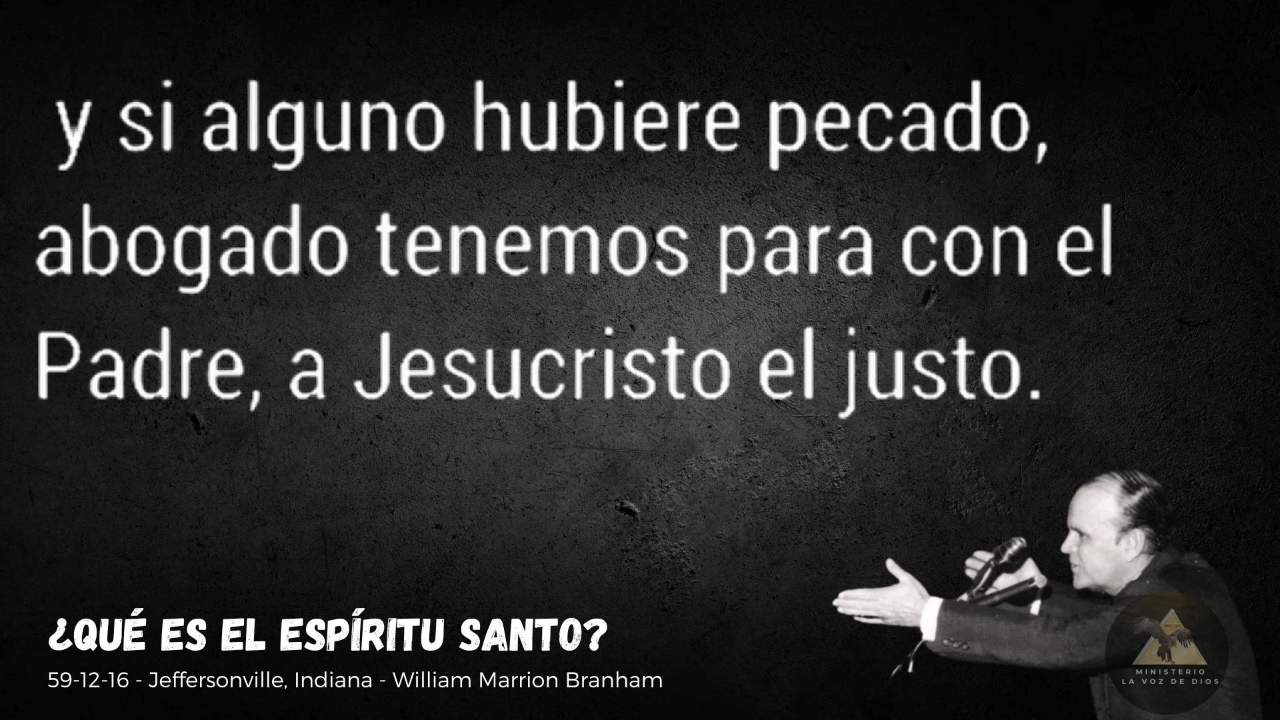 y si alguno hubiere pecado,
abogado tenemos para con el
Padre, a Jesucristo el justo.
¿QUÉ ES EL ESPÍRITU SANTO?
59-12-16 - Jeffersonville, Indiana - William Marrion Branham
MINISTERIO
LA VOZ DE DIOS